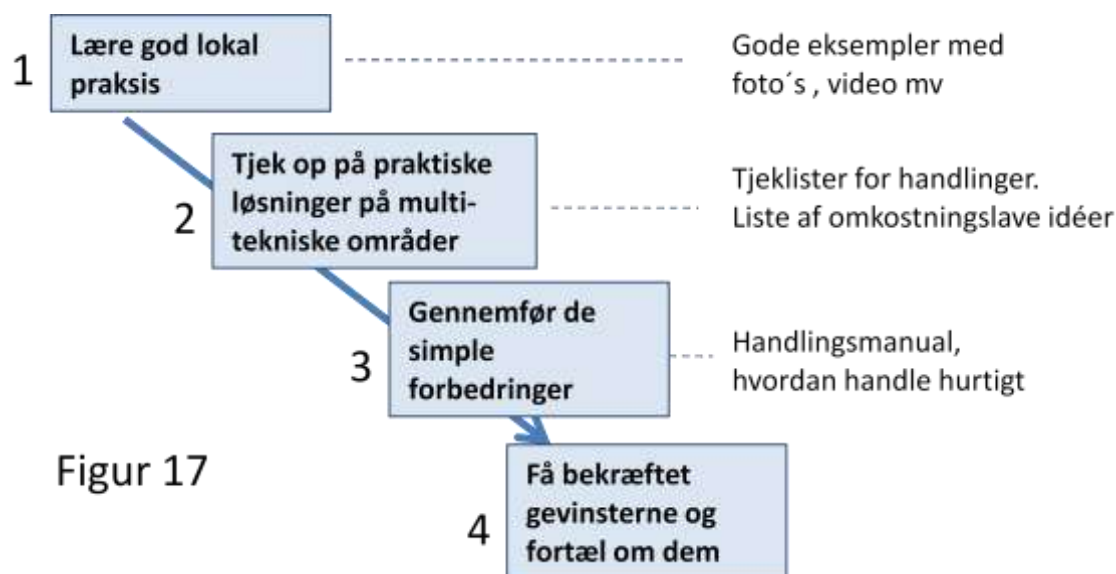 1
Lære god lokal
praksis
Gode eksempler med
foto´s , video mv
2
Tjek op på praktiske
løsninger på multi-
tekniske områder
Tjeklister for handlinger.
Liste af omkostningslave idéer
3
Gennemfør de
simple
forbedringer
Handlingsmanual,
hvordan handle hurtigt
Figur 17
4
Få bekræftet
gevinsterne og
fortæl om dem